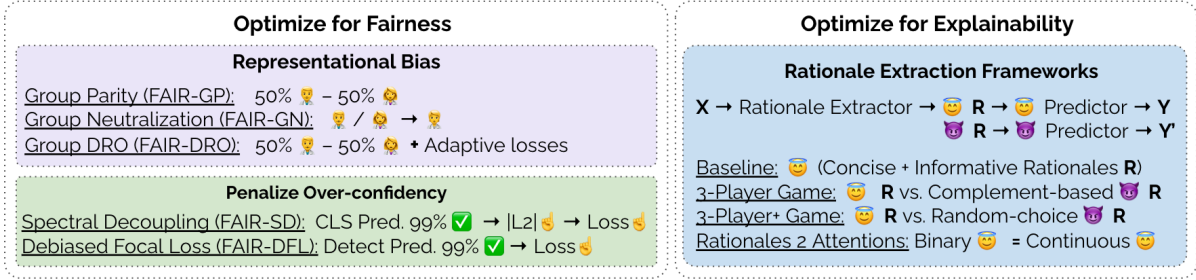 Optimize for Fairness
Representational Bias
Group Parity (FAIR-GP): 50% 👨‍⚕️ – 50% 👩‍⚕️
Group Neutralization (FAIR-GN): 👨‍⚕️ / 👩‍⚕️ → 🧑‍⚕️
Group DRO (FAIR-DRO): 50% 👨‍⚕️ – 50% 👩‍⚕️ + Adaptive losses
Penalize Over-confidency
Spectral Decoupling (FAIR-SD): CLS Pred. 99% ✅ → |L2|☝️ → Loss☝️
Debiased Focal Loss (FAIR-DFL): Detect Pred. 99% ✅ → Loss☝️
Optimize for Explainability
Rationale Extraction Frameworks
X → Rationale Extractor → 😇 R → 😇 Predictor → Y
😈 R → 😈 Predictor → Y'
Baseline: 😇 (Concise + Informative Rationales R)
3-Player Game: 😇 R vs. Complement-based 😈 R
3-Player+ Game: 😇 R vs. Random-choice 😈 R
Rationales 2 Attentions: Binary 😇 = Continuous 😇